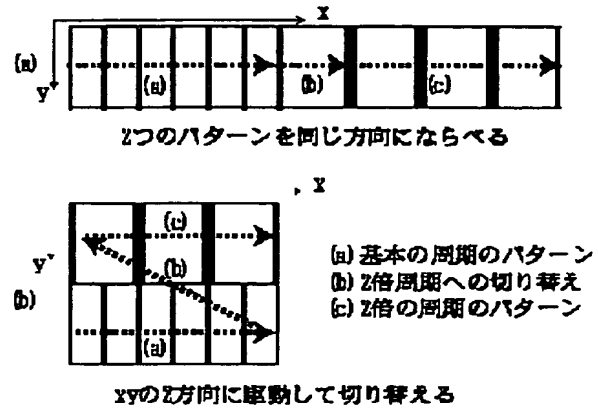 x
(a)
y
(a) (b) (c)
2つのパターンを同じ方向にならべる
x
(c)
y
(b)
(b)
(a)
(a) 基本の周期のパターン
(b) 2倍周期への切り替え
(c) 2倍の周期のパターン
xyの2方向に駆動して切り替える